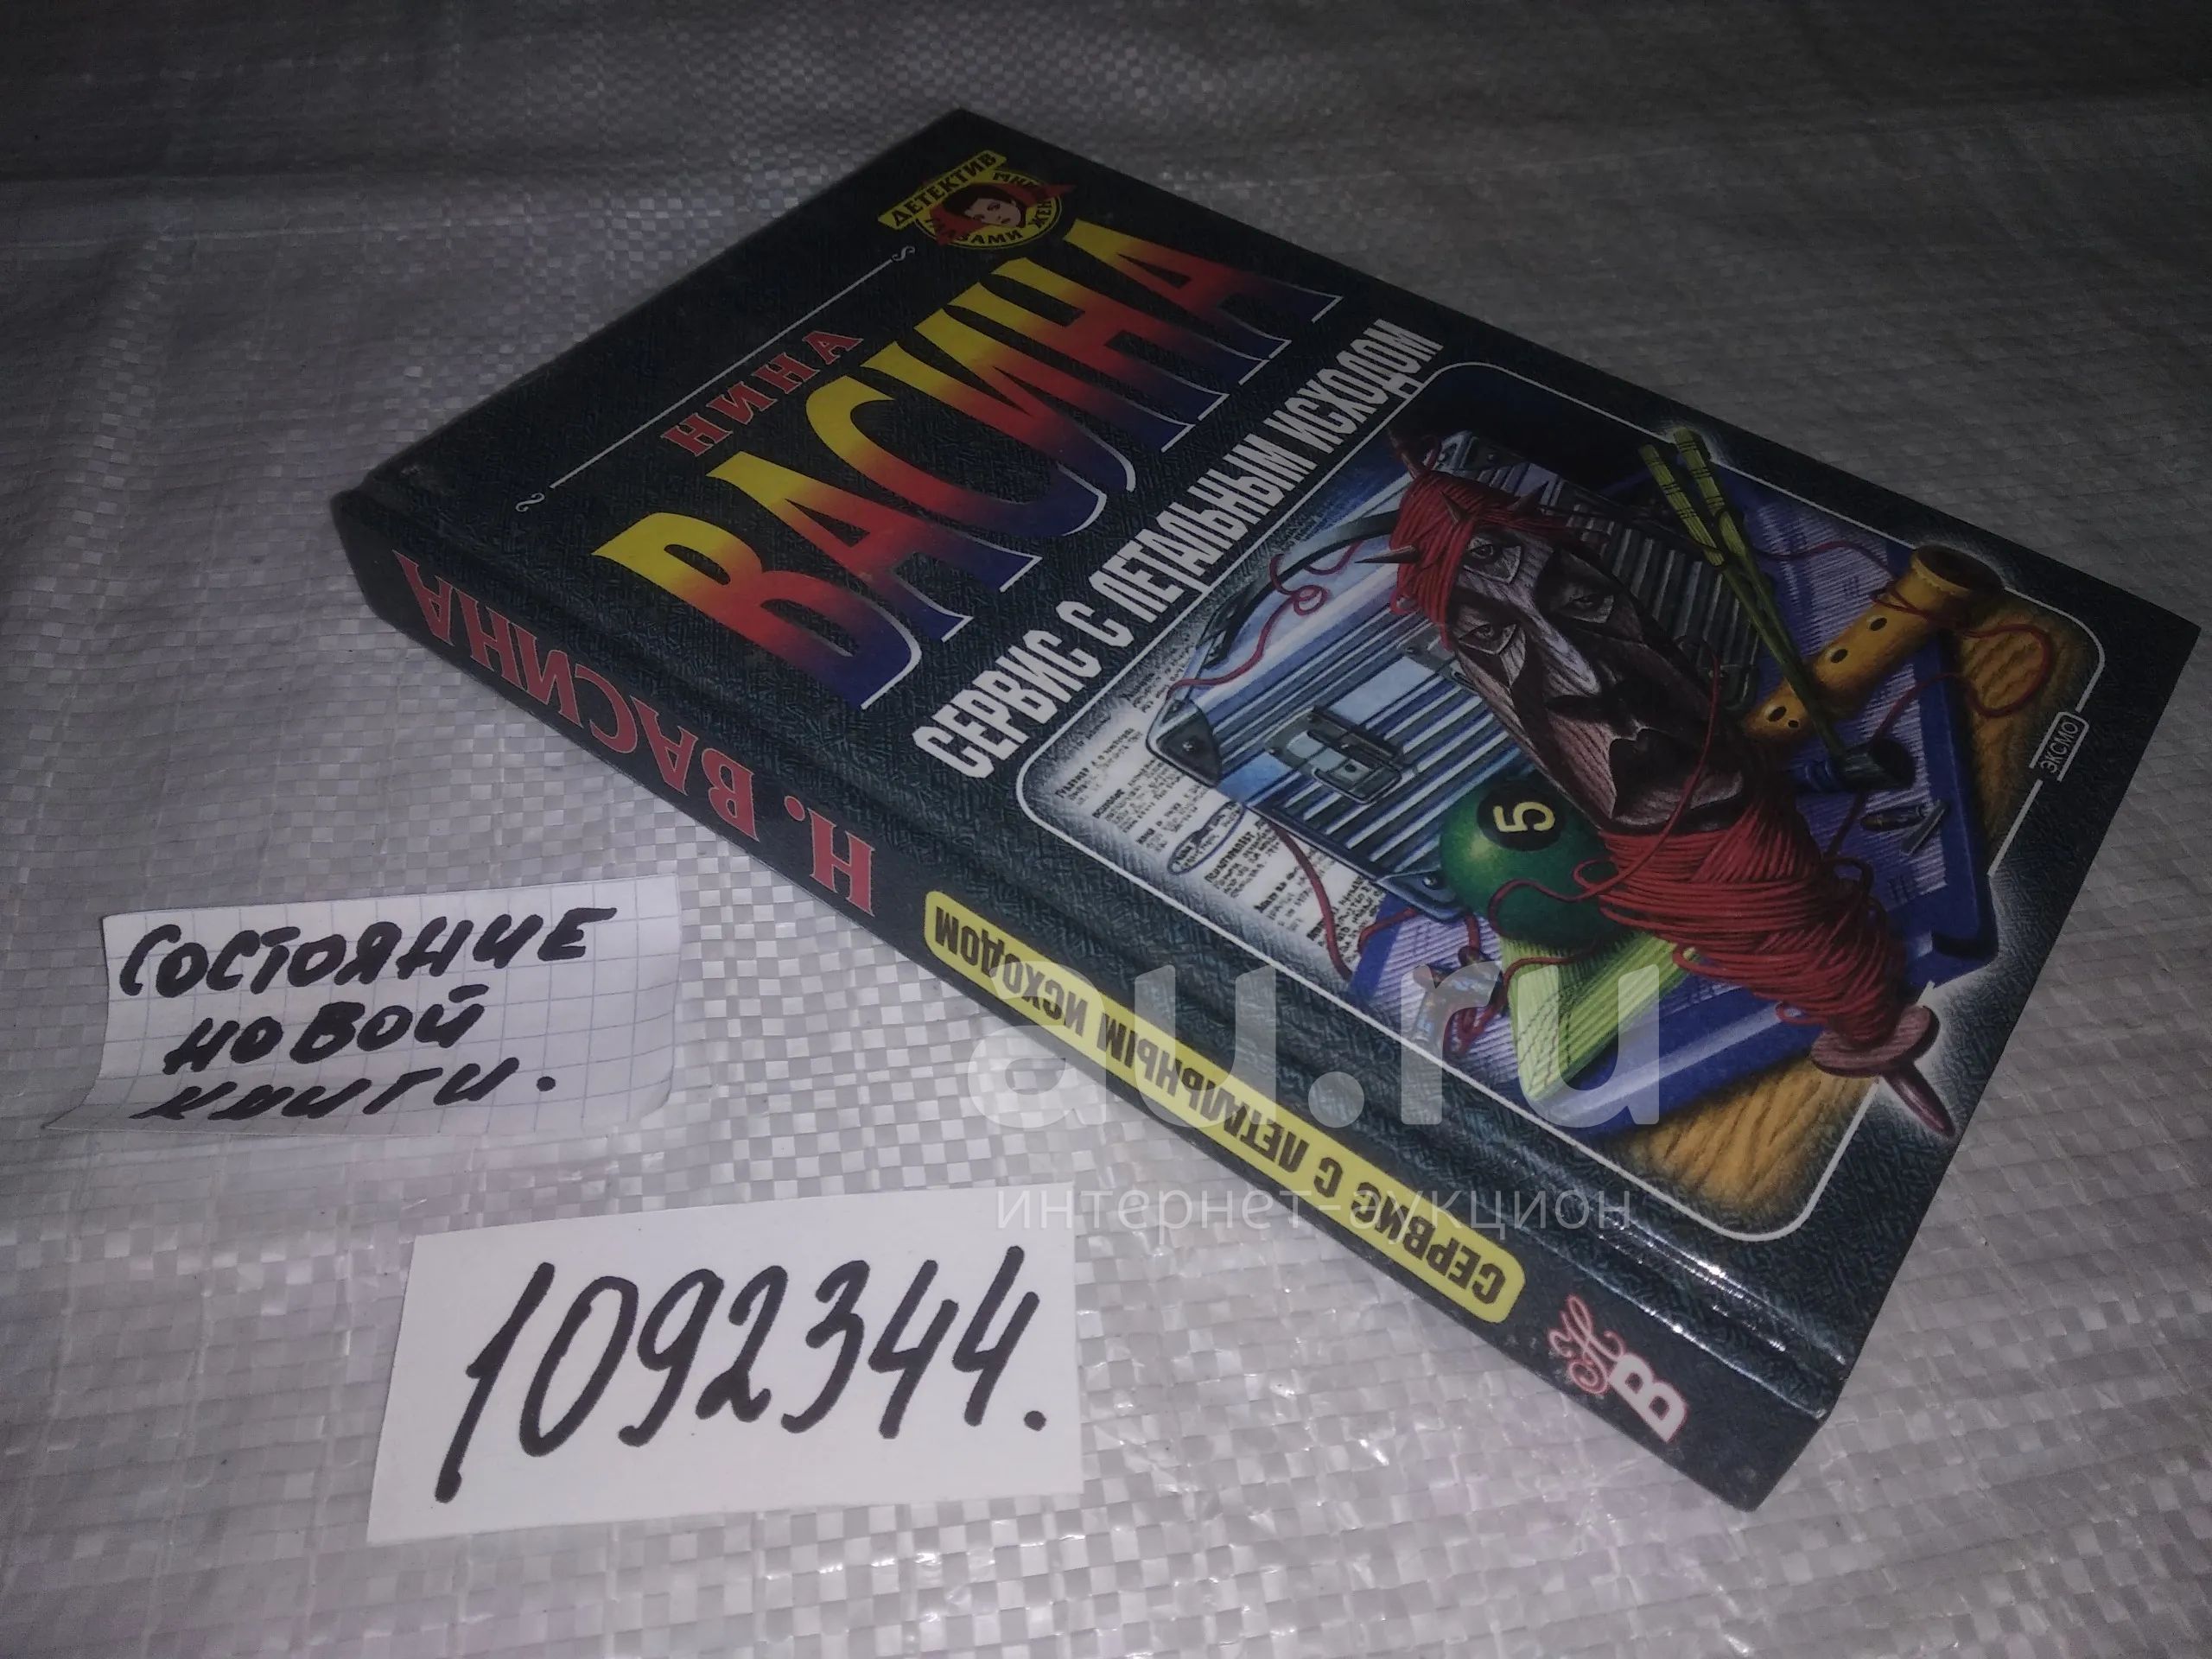 ДЕТЕКТИВ
ГЛАЗАМИ
НИНА
ВАСИНА
СЕРВИС С ЛЕТАЛЬНЫМ ИСХОДОМ
5
ЭКСМО
Н. ВАСИНА
СЕРВИС С ЛЕТАЛЬНЫМ ИСХОДОМ
Н
В
СОСТОЯНИЕ
НОВОЙ
КНИГИ.
1092344.
au.ru
интернет-аукцион